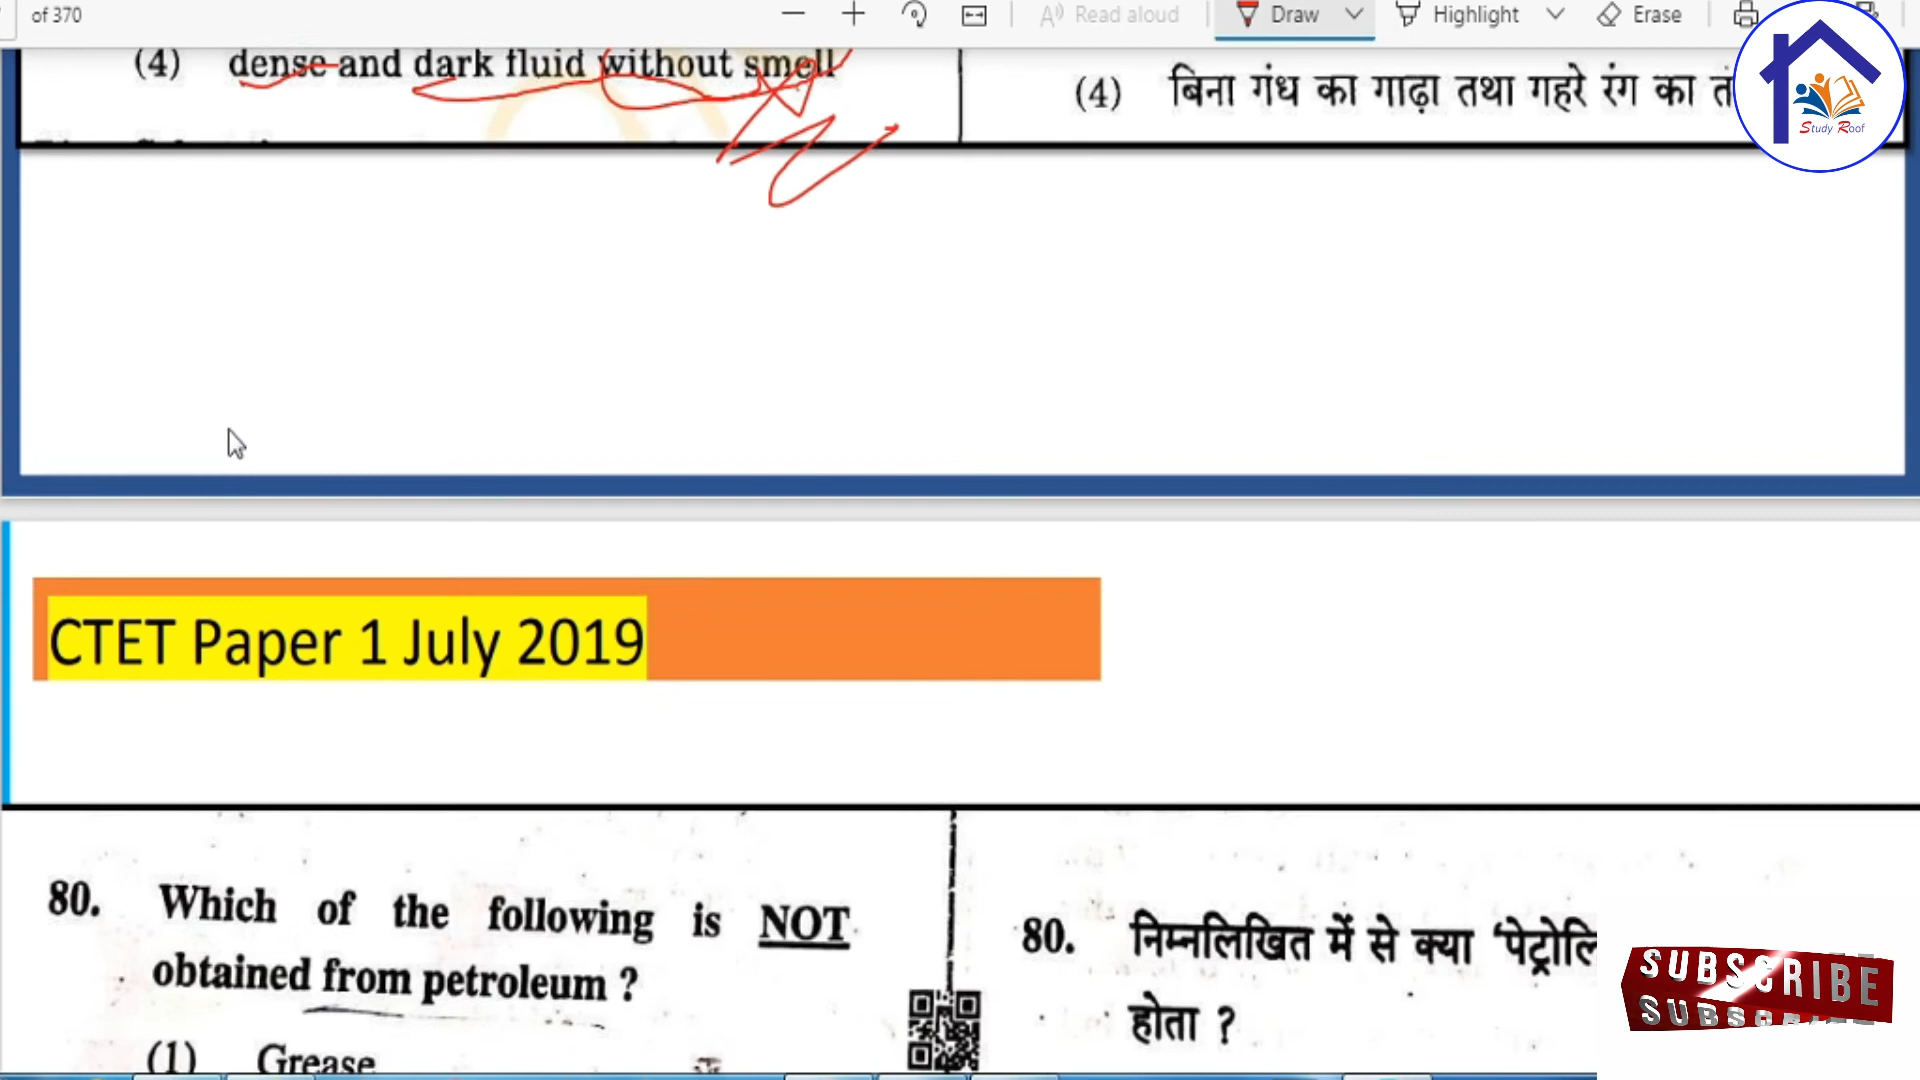 of 370
Read aloud
Draw
Highlight
Erase
(4) dense and dark fluid without smell
(4) बिना गंध का गाढ़ा तथा गहरे रंग का
Study Roof
CTET Paper 1 July 2019
80. Which of the following is NOT
obtained from petroleum ?
(1) Grease
80. निम्नलिखित में से क्या
होता ?
SUBSCRIBE